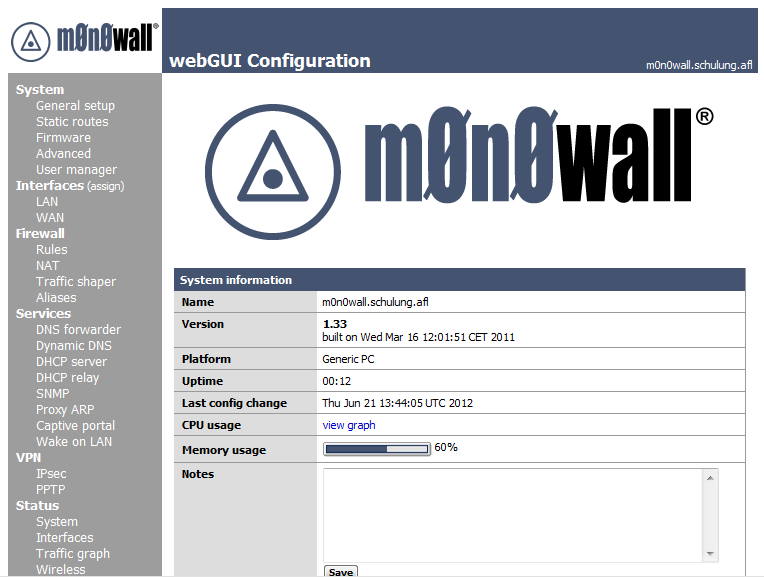 m0n0wall®
webGUI Configuration
m0n0wall.schulung.afl
System
General setup
Static routes
Firmware
Advanced
User manager
Interfaces (assign)
LAN
WAN
Firewall
Rules
NAT
Traffic shaper
Aliases
Services
DNS forwarder
Dynamic DNS
DHCP server
DHCP relay
SNMP
Proxy ARP
Captive portal
Wake on LAN
VPN
IPsec
PPTP
Status
System
Interfaces
Traffic graph
Wireless
m0n0wall®
System information
Name m0n0wall.schulung.afl
Version 1.33
built on Wed Mar 16 12:01:51 CET 2011
Platform Generic PC
Uptime 00:12
Last config change Thu Jun 21 13:44:05 UTC 2012
CPU usage view graph
Memory usage 60%
Notes
Save